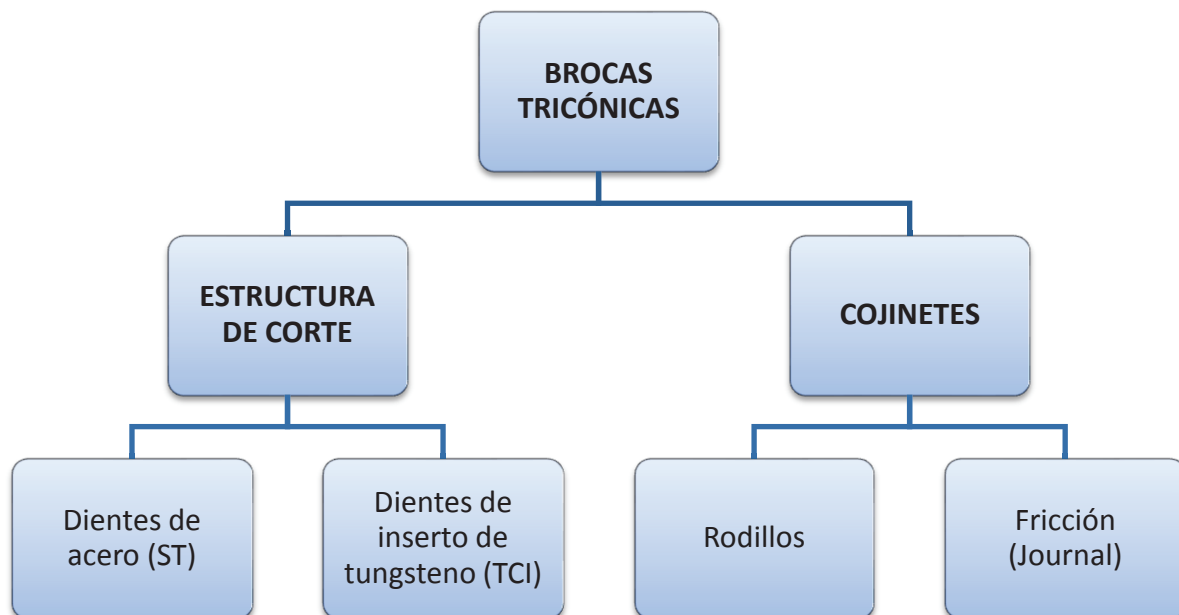 BROCAS
TRICÓNICAS
ESTRUCTURA
DE CORTE
COJINETES
Dientes de
acero (ST)
Dientes de
inserto de
tungsteno (TCI)
Rodillos
Fricción
(Journal)